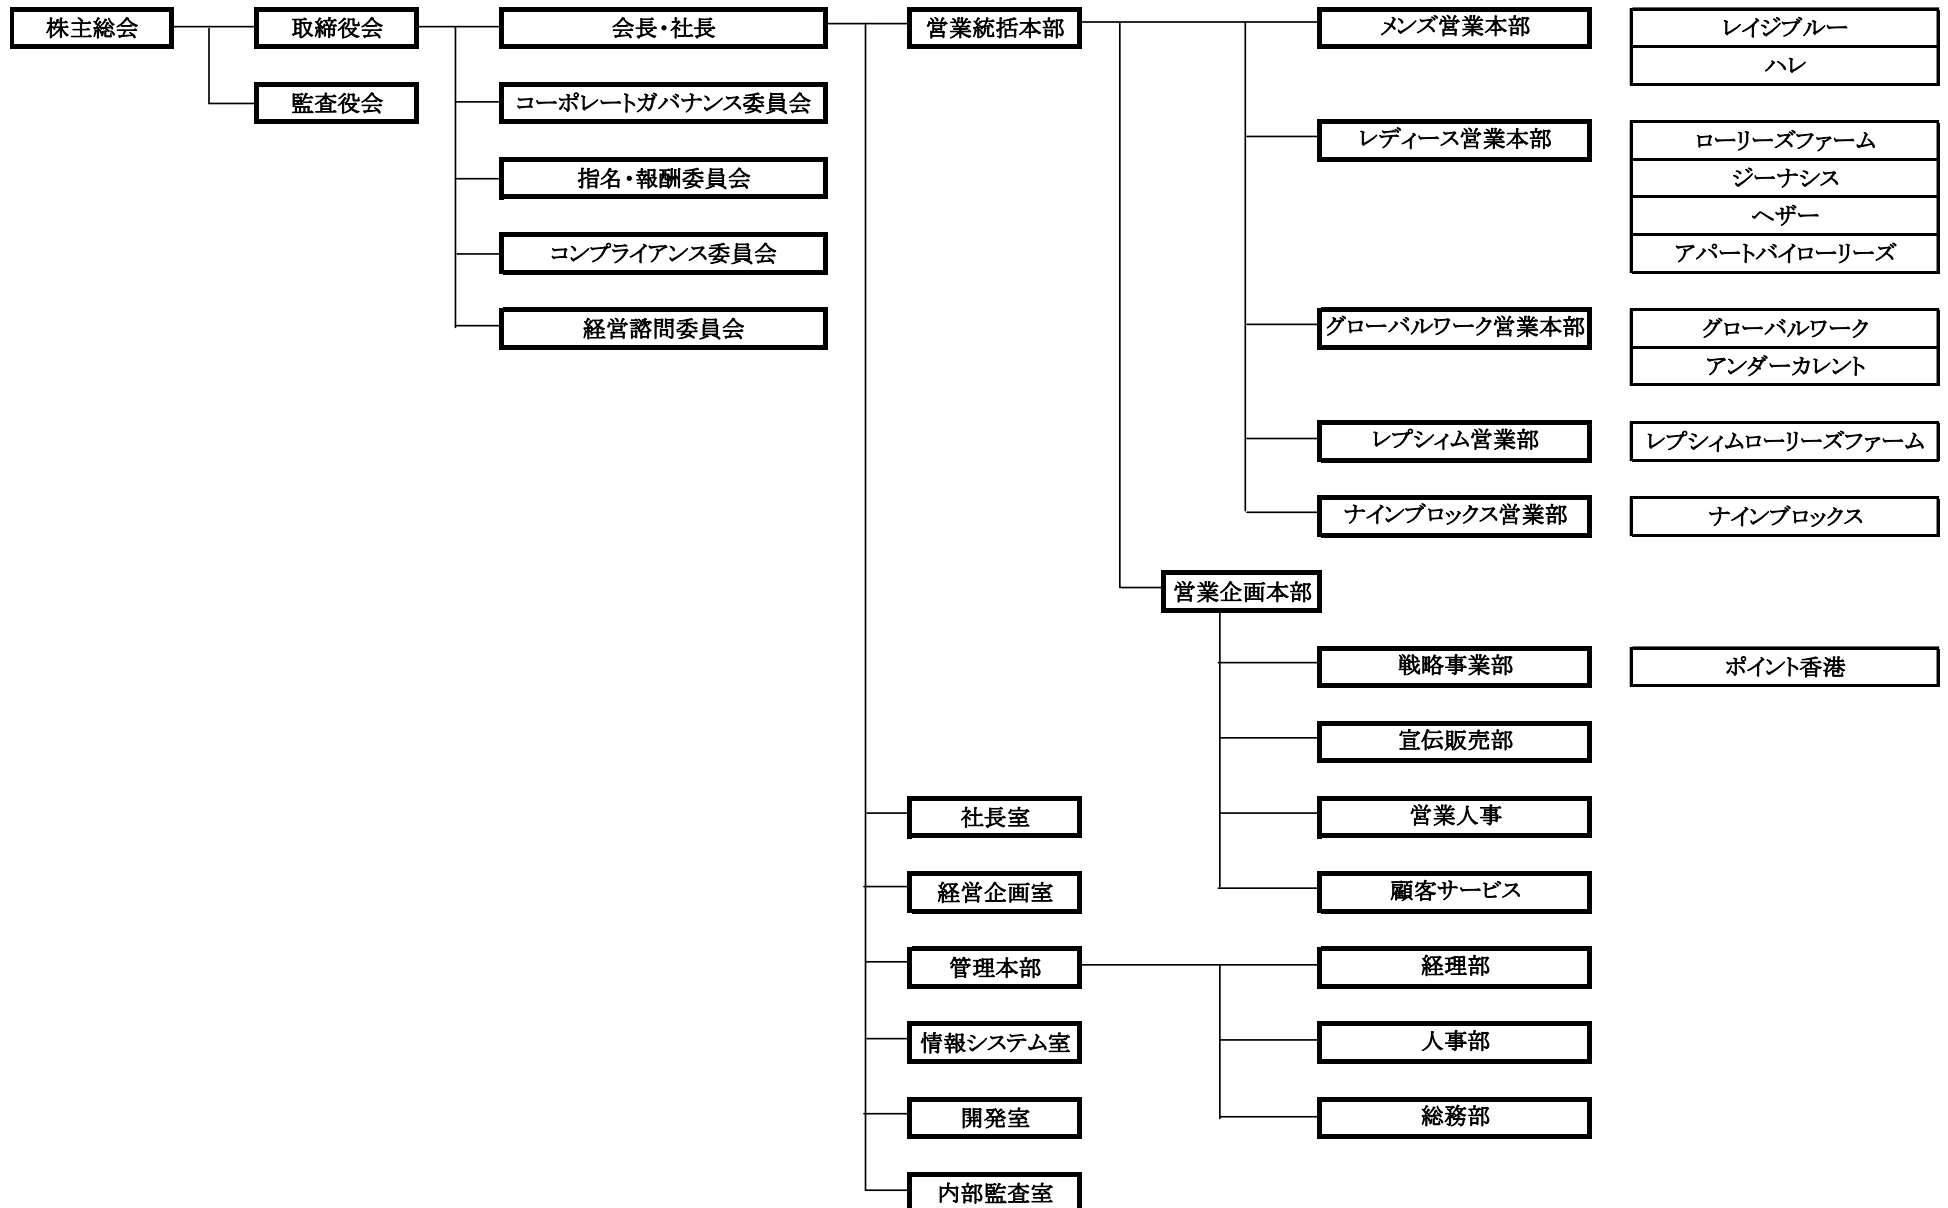 株主総会
取締役会
監査役会
会長・社長
コーポレートガバナンス委員会
指名・報酬委員会
コンプライアンス委員会
経営諮問委員会
営業統括本部
メンズ営業本部
レイジブルー
ハレ
レディース営業本部
ローリーズファーム
ジーナシス
ヘザー
アパートバイローリーズ
グローバルワーク営業本部
グローバルワーク
アンダーカレント
レプシィム営業部
レプシィムローリーズファーム
ナインブロックス営業部
ナインブロックス
営業企画本部
戦略事業部
ポイント香港
宣伝販売部
営業人事
顧客サービス
社長室
経営企画室
管理本部
経理部
人事部
総務部
情報システム室
開発室
内部監査室